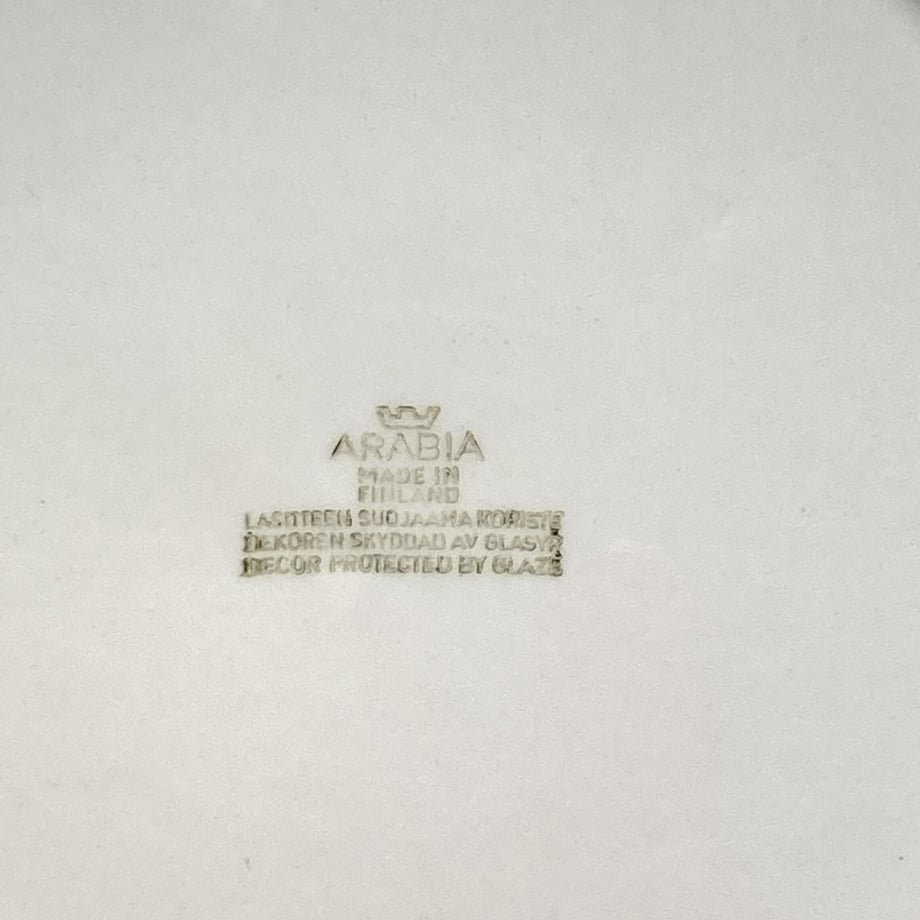 ARABIA
MADE IN
FINLAND
LASITTEEN SUOJAAMA KORISTE
DEKOREN SKYDDAD AV GLASYR
DECOR PROTECTED BY GLAZE